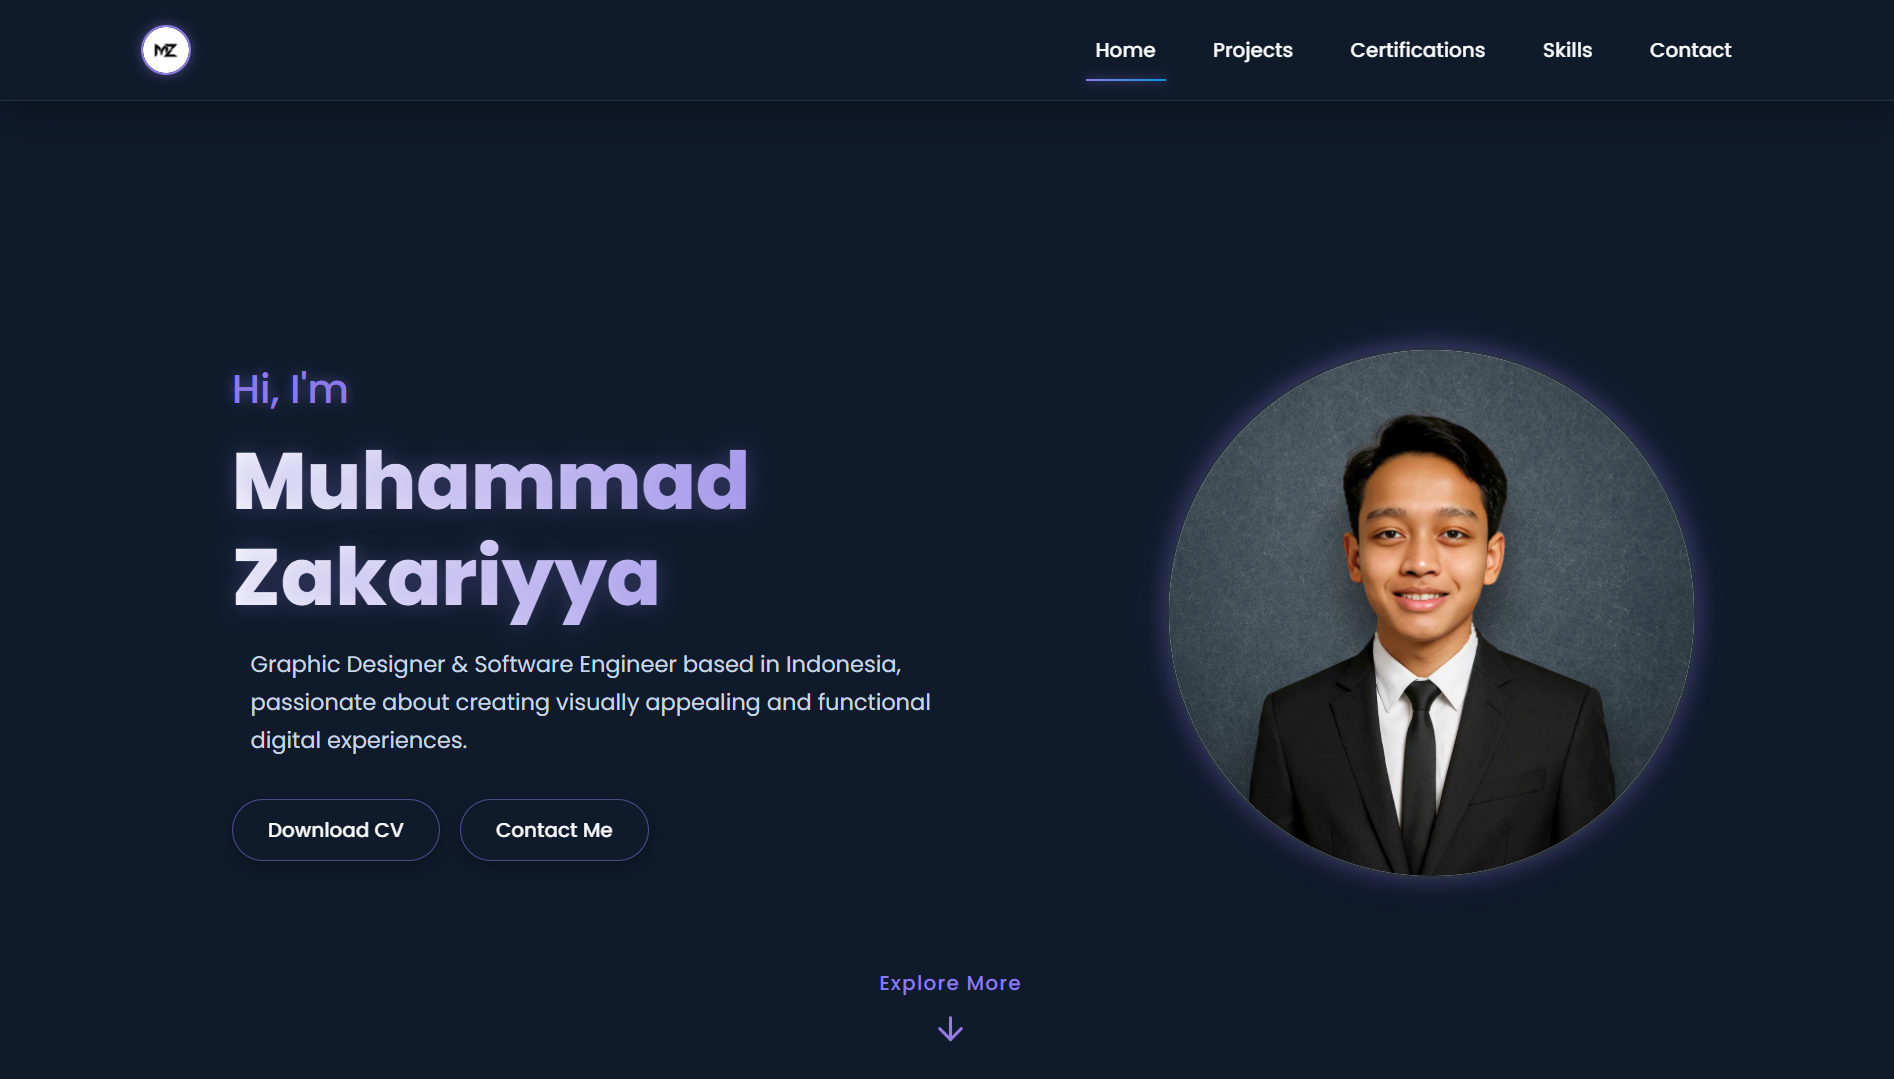 MZ
Home Projects Certifications Skills Contact
Hi, I'm
Muhammad
Zakariyya
Graphic Designer & Software Engineer based in Indonesia,
passionate about creating visually appealing and functional
digital experiences.
Download CV Contact Me
Explore More